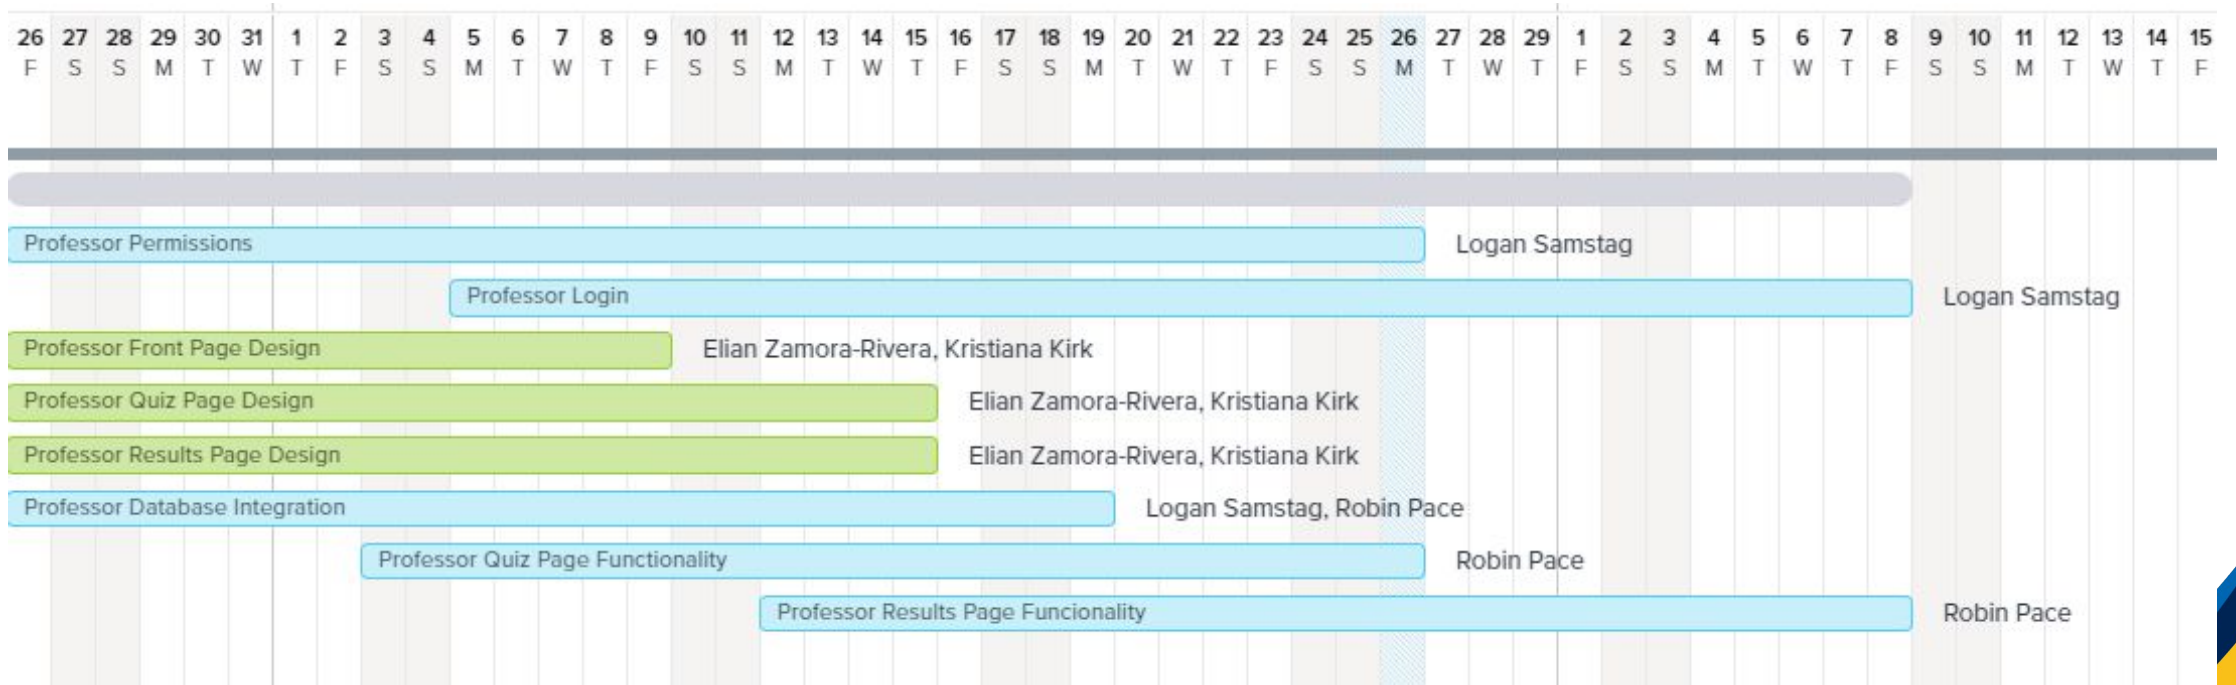 26 27 28 29 30 31 1 2 3 4 5 6 7 8 9 10 11 12 13 14 15 16 17 18 19 20 21 22 23 24 25 26 27 28 29 1 2 3 4 5 6 7 8 9 10 11 12 13 14 15
F S S M T W T F S S M T W T F S S M T W T F S S M T W T F S S M T W T F S S M T W T F S S M T W T F
Professor Permissions Logan Samstag
Professor Login Logan Samstag
Professor Front Page Design Elian Zamora-Rivera, Kristiana Kirk
Professor Quiz Page Design Elian Zamora-Rivera, Kristiana Kirk
Professor Results Page Design Elian Zamora-Rivera, Kristiana Kirk
Professor Database Integration Logan Samstag, Robin Pace
Professor Quiz Page Functionality Robin Pace
Professor Results Page Funcionality Robin Pace